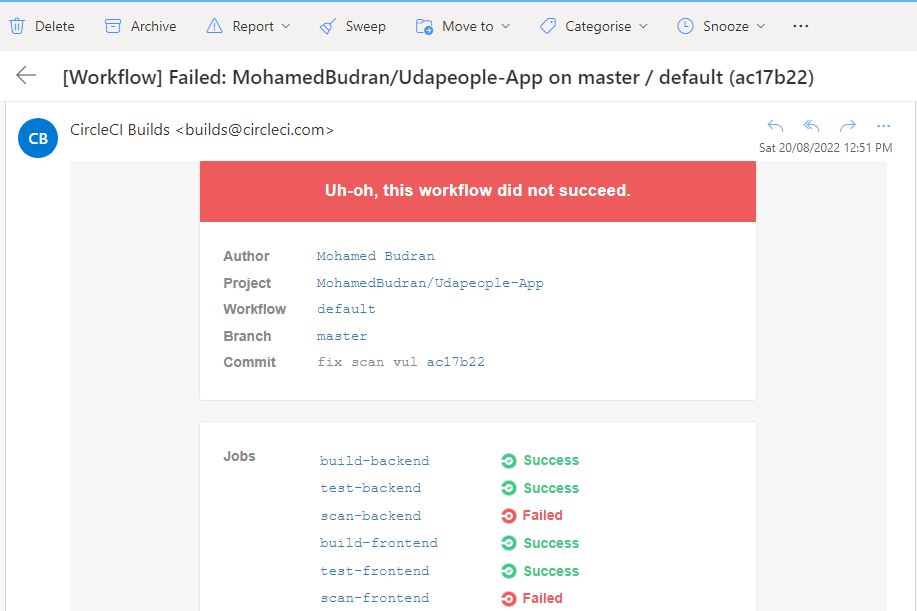 Delete Archive Report Sweep Move to Categorise Snooze ...
[Workflow] Failed: MohamedBudran/Udapeople-App on master / default (ac17b22)
CB CircleCI Builds <builds@circleci.com>
Sat 20/08/2022 12:51 PM
Uh-oh, this workflow did not succeed.
Author Mohamed Budran
Project MohamedBudran/Udapeople-App
Workflow default
Branch master
Commit fix scan vul ac17b22
Jobs build-backend Success
test-backend Success
scan-backend Failed
build-frontend Success
test-frontend Success
scan-frontend Failed